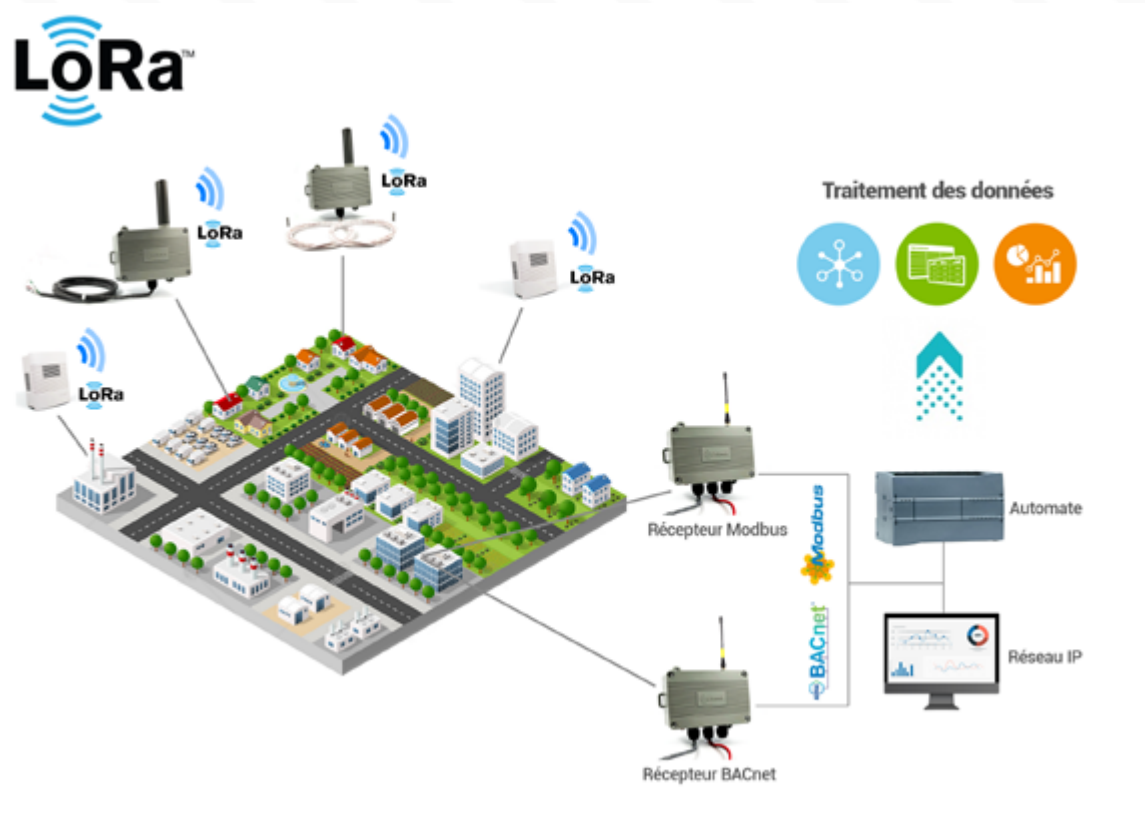 LoRa™
LoRa
LoRa
LoRa
LoRa
Traitement des données
Récepteur Modbus
Modbus
Automate
BACnet
Réseau IP
Récepteur BACnet